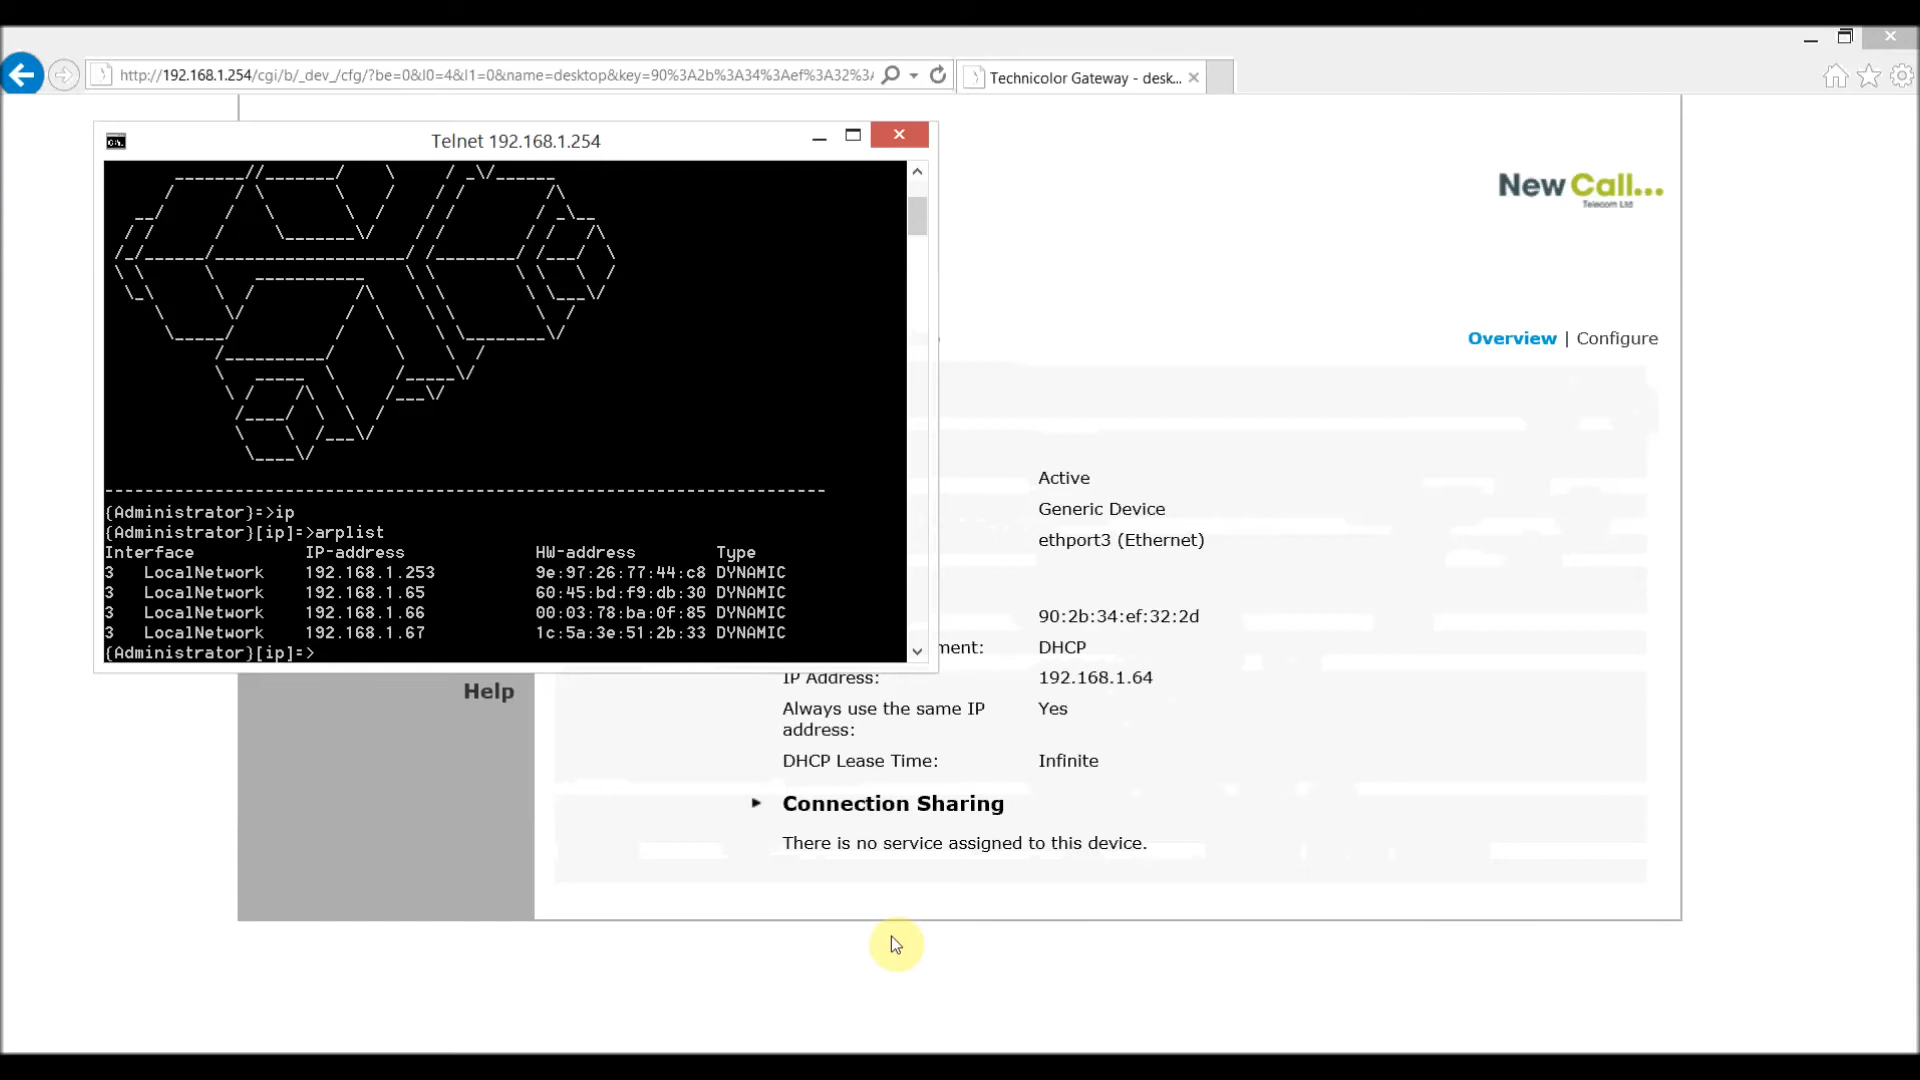 http://192.168.1.254/cgi/b/_dev_/cfg/?be=0&l0=4&l1=0&name=desktop&key=90%3A2b%3A34%3Aef%3A32%3A
Technicolor Gateway - desk...
Telnet 192.168.1.254
New Call...
Telecom Ltd
Overview | Configure
{Administrator}=>ip
{Administrator}[ip]=>arplist
Interface IP-address HW-address Type
3 LocalNetwork 192.168.1.253 9e:97:26:77:44:c8 DYNAMIC
3 LocalNetwork 192.168.1.65 60:45:bd:f9:db:30 DYNAMIC
3 LocalNetwork 192.168.1.66 00:03:78:ba:0f:85 DYNAMIC
3 LocalNetwork 192.168.1.67 1c:5a:3e:51:2b:33 DYNAMIC
{Administrator}[ip]=>
Help
Active
Generic Device
ethport3 (Ethernet)
90:2b:34:ef:32:2d
ment: DHCP
IP Address: 192.168.1.64
Always use the same IP address: Yes
DHCP Lease Time: Infinite
Connection Sharing
There is no service assigned to this device.